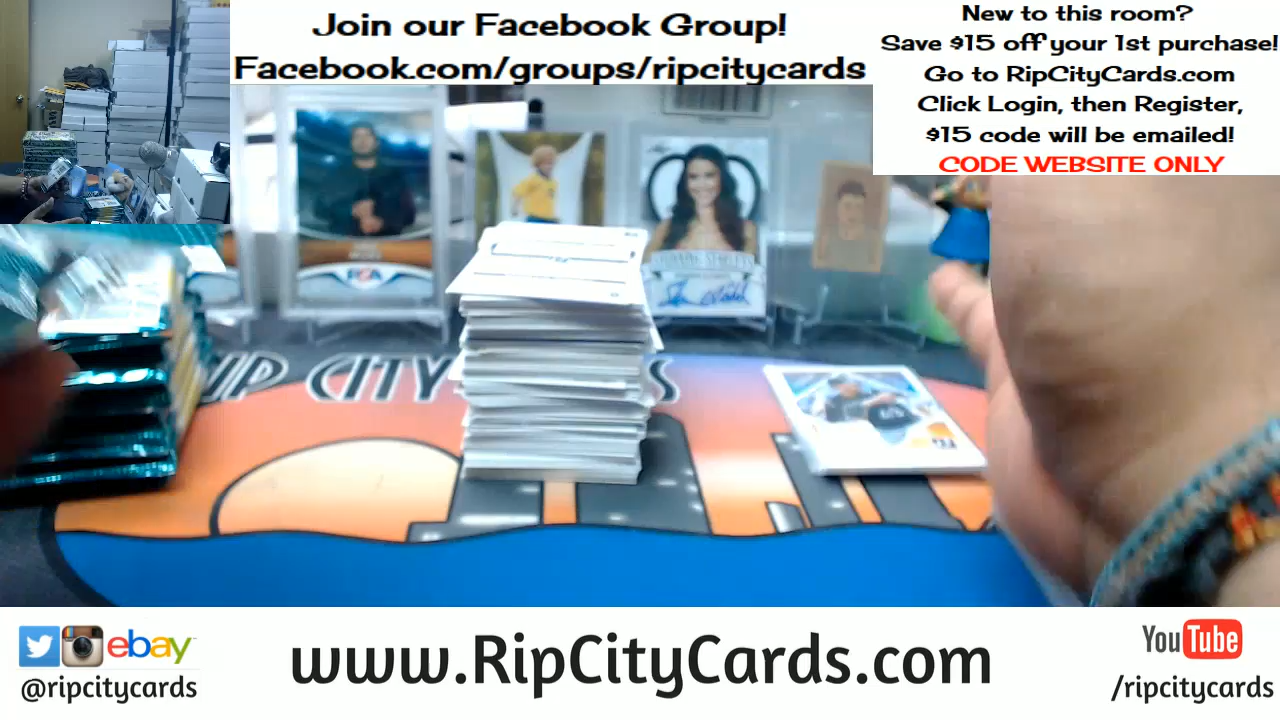 Join our Facebook Group!
Facebook.com/groups/ripcitycards
New to this room?
Save $15 off your 1st purchase!
Go to RipCityCards.com
Click Login, then Register,
$15 code will be emailed!
CODE WEBSITE ONLY
CITY
ebay
@ripcitycards
www.RipCityCards.com
YouTube
/ripcitycards